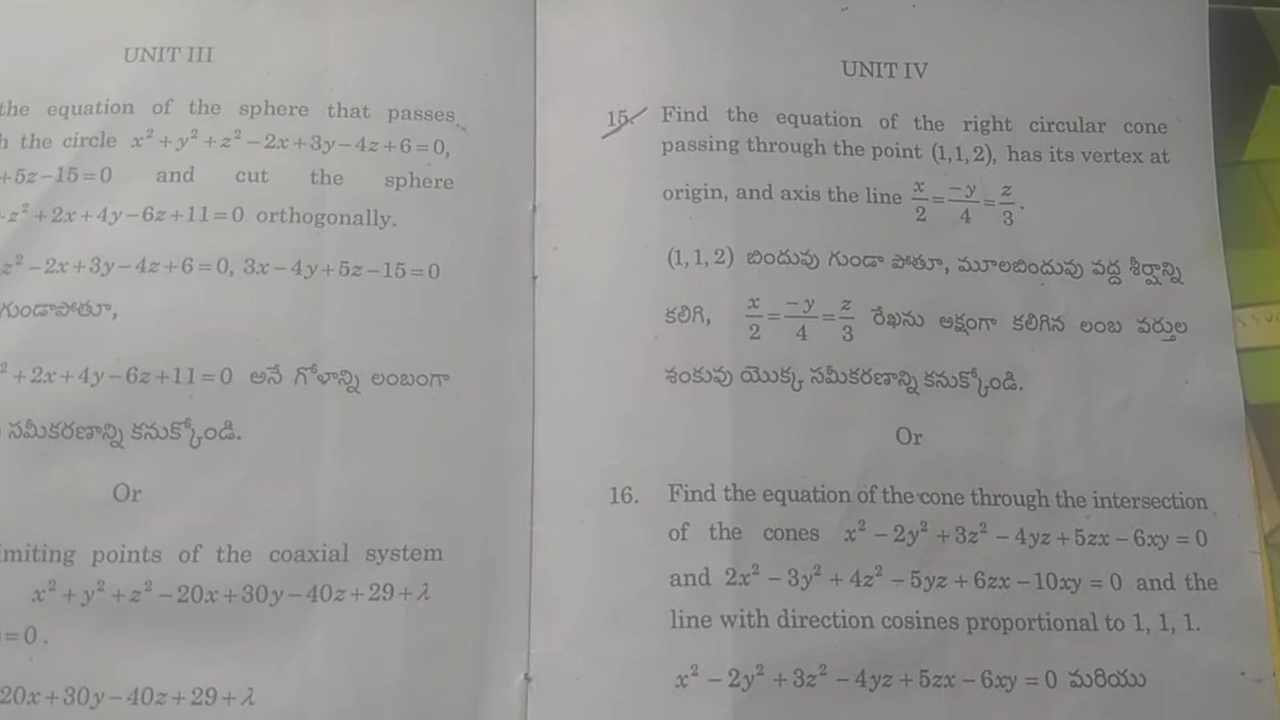 UNIT III
the equation of the sphere that passes
the circle x² + y² + z² − 2x + 3y − 4z + 6 = 0,
+5z − 15 = 0 and cut the sphere
z² + 2x + 4y − 6z + 11 = 0 orthogonally.
z² − 2x + 3y − 4z + 6 = 0, 3x − 4y + 5z − 15 = 0
గుండాపోతూ,
² + 2x + 4y − 6z + 11 = 0 అనే గోళాన్ని లంబంగా
సమీకరణాన్ని కనుక్కోండి.
Or
imiting points of the coaxial system
x² + y² + z² − 20x + 30y − 40z + 29 + λ
= 0.
20x + 30y − 40z + 29 + λ
UNIT IV
15. Find the equation of the right circular cone
passing through the point (1,1,2), has its vertex at
origin, and axis the line x/2 = −y/4 = z/3.
(1, 1, 2) బిందువు గుండా పోతూ, మూలబిందువు వద్ద శీర్షాన్ని
కలిగి, x/2 = −y/4 = z/3 రేఖను అక్షంగా కలిగిన లంబ వర్తుల
శంకువు యొక్క సమీకరణాన్ని కనుక్కోండి.
Or
16. Find the equation of the cone through the intersection
of the cones x² − 2y² + 3z² − 4yz + 5zx − 6xy = 0
and 2x² − 3y² + 4z² − 5yz + 6zx − 10xy = 0 and the
line with direction cosines proportional to 1, 1, 1.
x² − 2y² + 3z² − 4yz + 5zx − 6xy = 0 మరియు